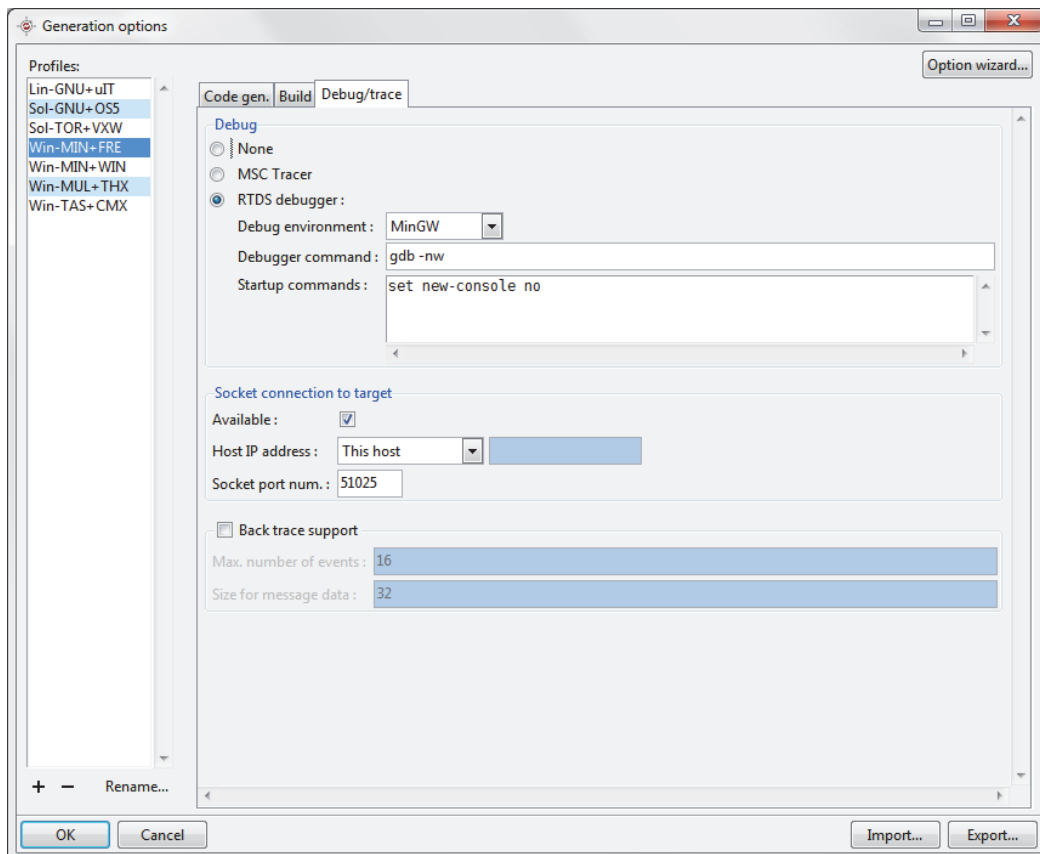 Generation options
Profiles:
Option wizard...
Lin-GNU+uIT
Sol-GNU+OS5
Sol-TOR+VXW
Win-MIN+FRE
Win-MIN+WIN
Win-MUL+THX
Win-TAS+CMX
Code gen. Build Debug/trace
Debug
None
MSC Tracer
RTDS debugger :
Debug environment : MinGW
Debugger command : gdb -nw
Startup commands : set new-console no
Socket connection to target
Available :
Host IP address : This host
Socket port num. : 51025
Back trace support
Max. number of events : 16
Size for message data : 32
+ − Rename...
OK Cancel Import... Export...